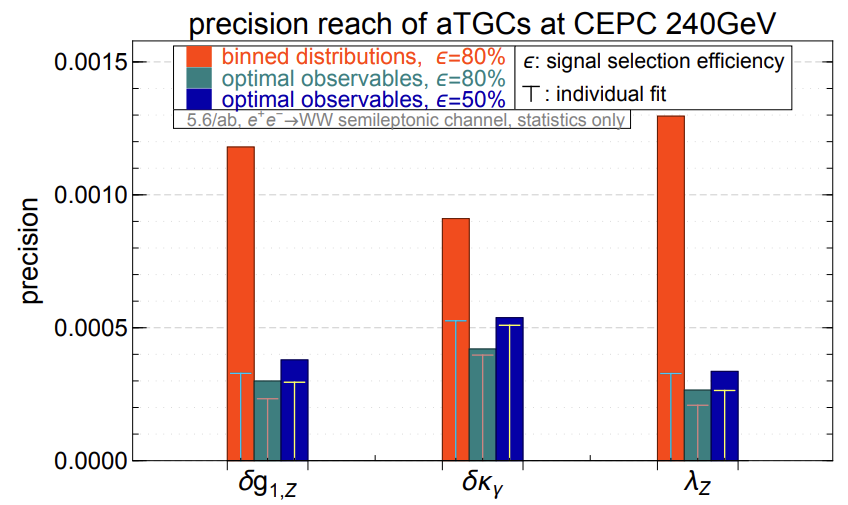 precision reach of aTGCs at CEPC 240GeV
binned distributions, ϵ=80%
optimal observables, ϵ=80%
optimal observables, ϵ=50%
ϵ: signal selection efficiency
⊤: individual fit
5.6/ab, e⁺e⁻→WW semileptonic channel, statistics only
precision
0.0015
0.0010
0.0005
0.0000
δg₁,Z
δκᵧ
λZ